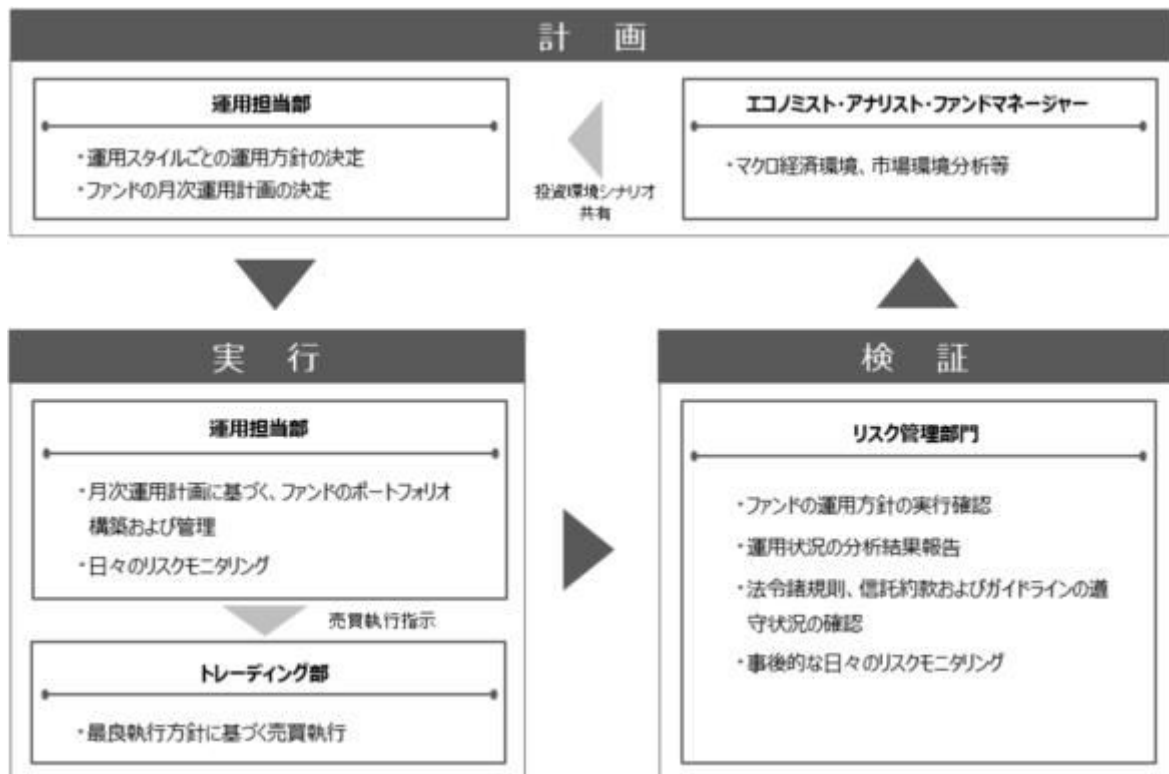 計　画
運用担当部
・運用スタイルごとの運用方針の決定
・ファンドの月次運用計画の決定
投資環境シナリオ
共有
エコノミスト・アナリスト・ファンドマネージャー
・マクロ経済環境、市場環境分析等
実　行
運用担当部
・月次運用計画に基づく、ファンドのポートフォリオ
構築および管理
・日々のリスクモニタリング
売買執行指示
トレーディング部
・最良執行方針に基づく売買執行
検　証
リスク管理部門
・ファンドの運用方針の実行確認
・運用状況の分析結果報告
・法令諸規則、信託約款およびガイドラインの遵
守状況の確認
・事後的な日々のリスクモニタリング